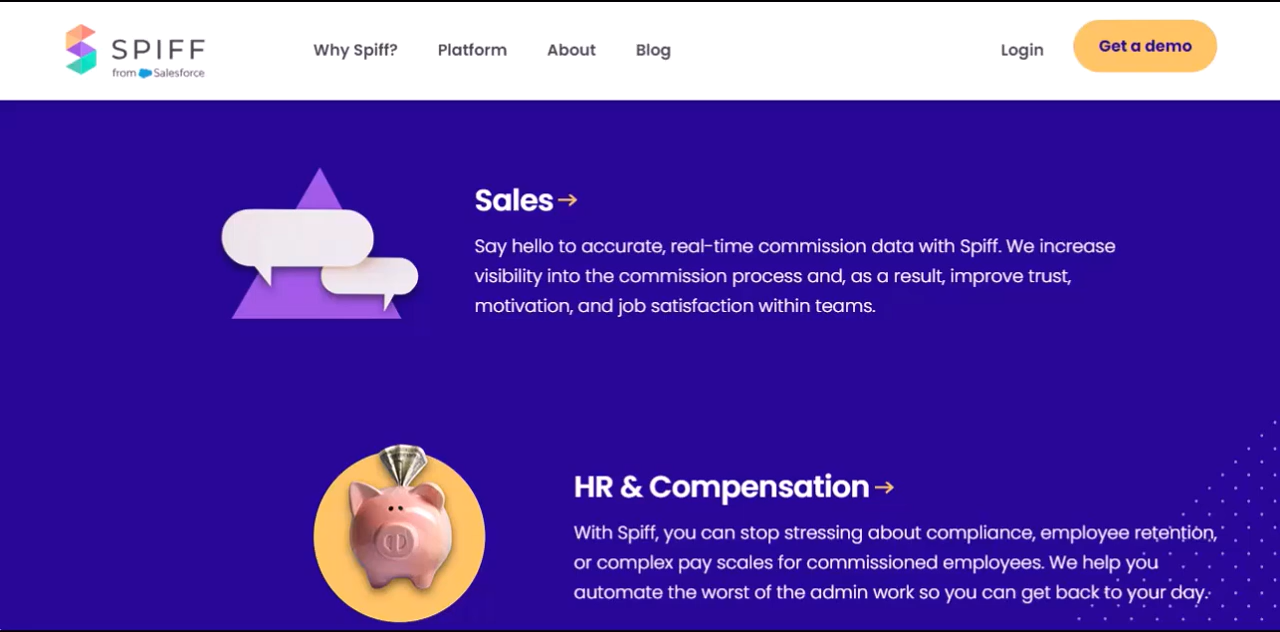 SPIFF
from Salesforce
Why Spiff?
Platform
About
Blog
Login
Get a demo
Sales→
Say hello to accurate, real-time commission data with Spiff. We increase
visibility into the commission process and, as a result, improve trust,
motivation, and job satisfaction within teams.
HR & Compensation→
With Spiff, you can stop stressing about compliance, employee retention,
or complex pay scales for commissioned employees. We help you
automate the worst of the admin work so you can get back to your day.